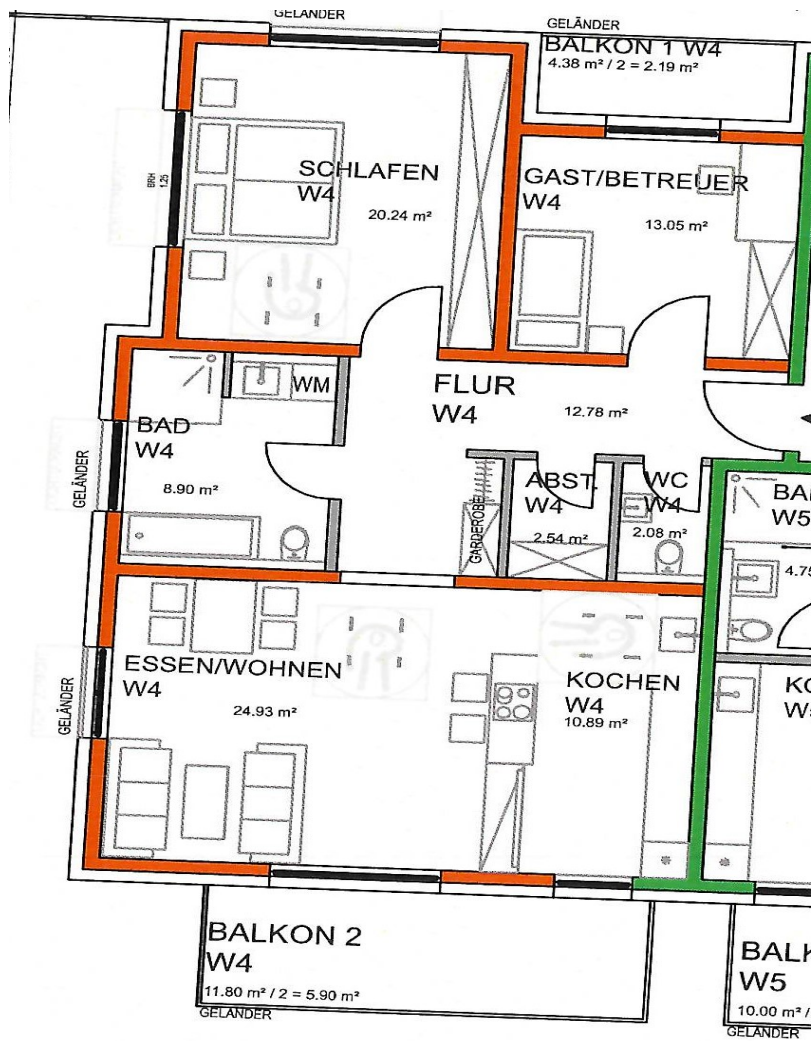 GELÄNDER
GELÄNDER
BALKON 1 W4
4.38 m² / 2 = 2.19 m²
BRH
1.25
SCHLAFEN
W4
20.24 m²
GAST/BETREUER
W4
13.05 m²
WM
FLUR
W4
12.78 m²
BAD
W4
8.90 m²
GELÄNDER
GARDEROBE
ABST.
W4
2.54 m²
WC
W4
2.08 m²
W5
4.75
ESSEN/WOHNEN
W4
24.93 m²
GELÄNDER
KOCHEN
W4
10.89 m²
BALKON 2
W4
11.80 m² / 2 = 5.90 m²
GELÄNDER
W5
10.00 m² /
GELÄNDER